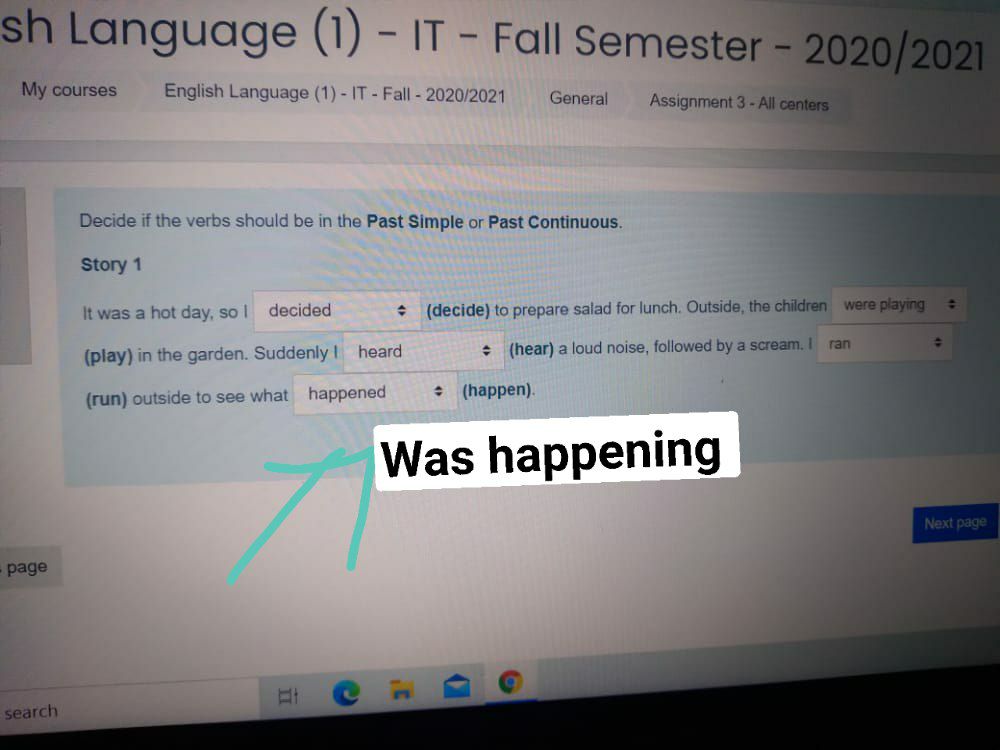 sh Language (1) - IT - Fall Semester - 2020/2021
My courses English Language (1) - IT - Fall - 2020/2021 General Assignment 3 - All centers
Decide if the verbs should be in the Past Simple or Past Continuous.
Story 1
It was a hot day, so I decided (decide) to prepare salad for lunch. Outside, the children were playing
(play) in the garden. Suddenly I heard (hear) a loud noise, followed by a scream. I ran
(run) outside to see what happened (happen).
Was happening
Next page
page
search